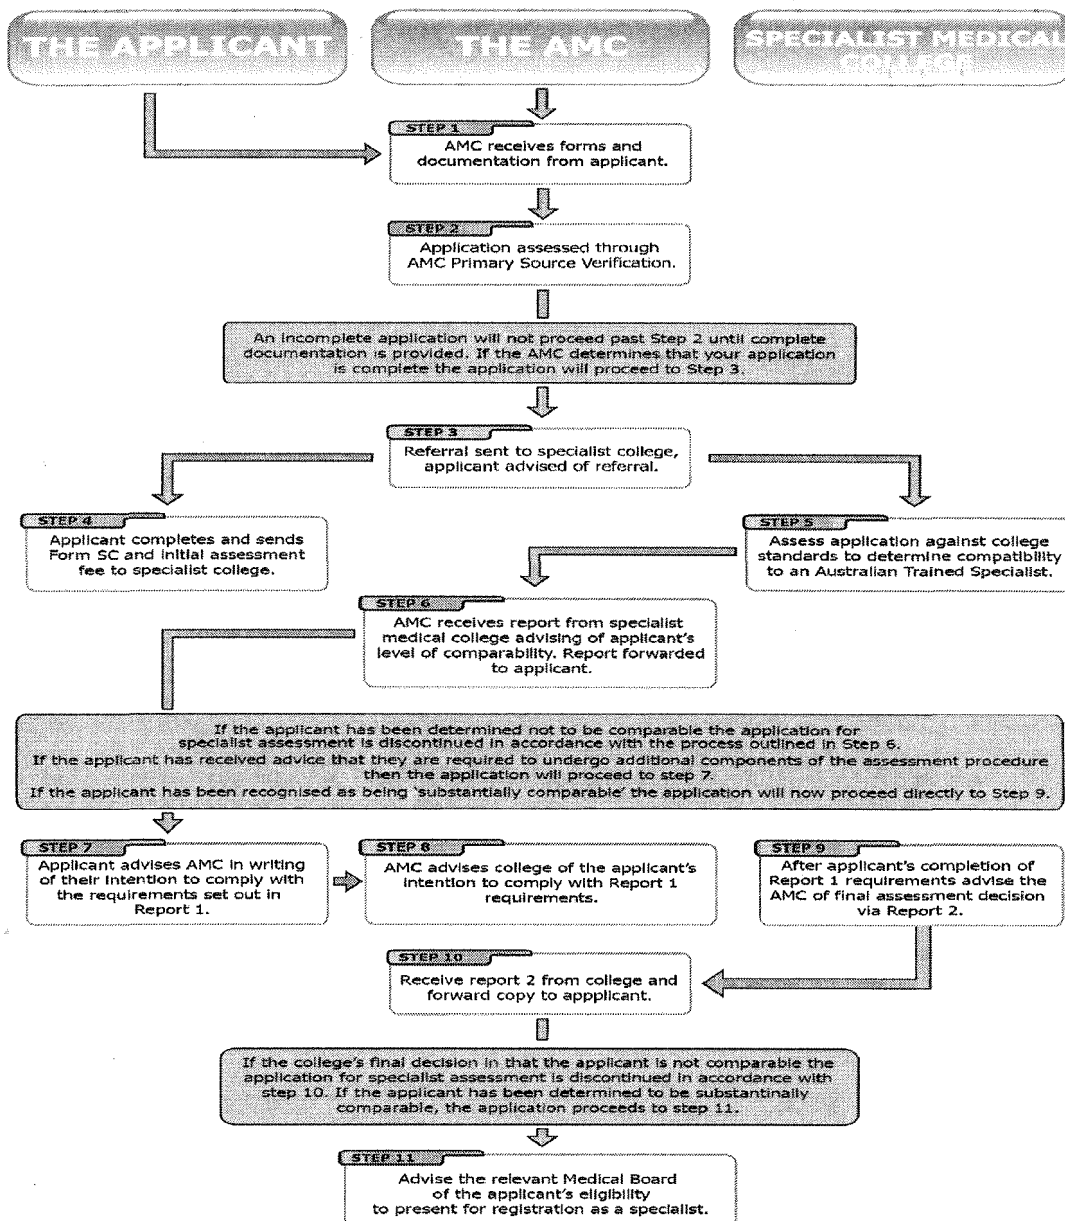 THE APPLICANT
THE AMC
SPECIALIST MEDICAL
COLLEGE
STEP 1
AMC receives forms and
documentation from applicant.
STEP 2
Application assessed through
AMC Primary Source Verification.
An incomplete application will not proceed past Step 2 until complete
documentation is provided. If the AMC determines that your application
is complete the application will proceed to Step 3.
STEP 3
Referral sent to specialist college,
applicant advised of referral.
STEP 4
Applicant completes and sends
Form SC and initial assessment
fee to specialist college.
STEP 5
Assess application against college
standards to determine compatibility
to an Australian Trained Specialist.
STEP 6
AMC receives report from specialist
medical college advising of applicant's
level of comparability. Report forwarded
to applicant.
If the applicant has been determined not to be comparable the application for
specialist assessment is discontinued in accordance with the process outlined in Step 6.
If the applicant has received advice that they are required to undergo additional components of the assessment procedure
then the application will proceed to step 7.
If the applicant has been recognised as being 'substantially comparable' the application will now proceed directly to Step 9.
STEP 7
Applicant advises AMC in writing
of their intention to comply with
the requirements set out in
Report 1.
STEP 8
AMC advises college of the applicant's
intention to comply with Report 1
requirements.
STEP 9
After applicant's completion of
Report 1 requirements advise the
AMC of final assessment decision
via Report 2.
STEP 10
Receive report 2 from college and
forward copy to appplicant.
If the college's final decision in that the applicant is not comparable the
application for specialist assessment is discontinued in accordance with
step 10. If the applicant has been determined to be substantinally
comparable, the application proceeds to step 11.
STEP 11
Advise the relevant Medical Board
of the applicant's eligibility
to present for registration as a specialist.